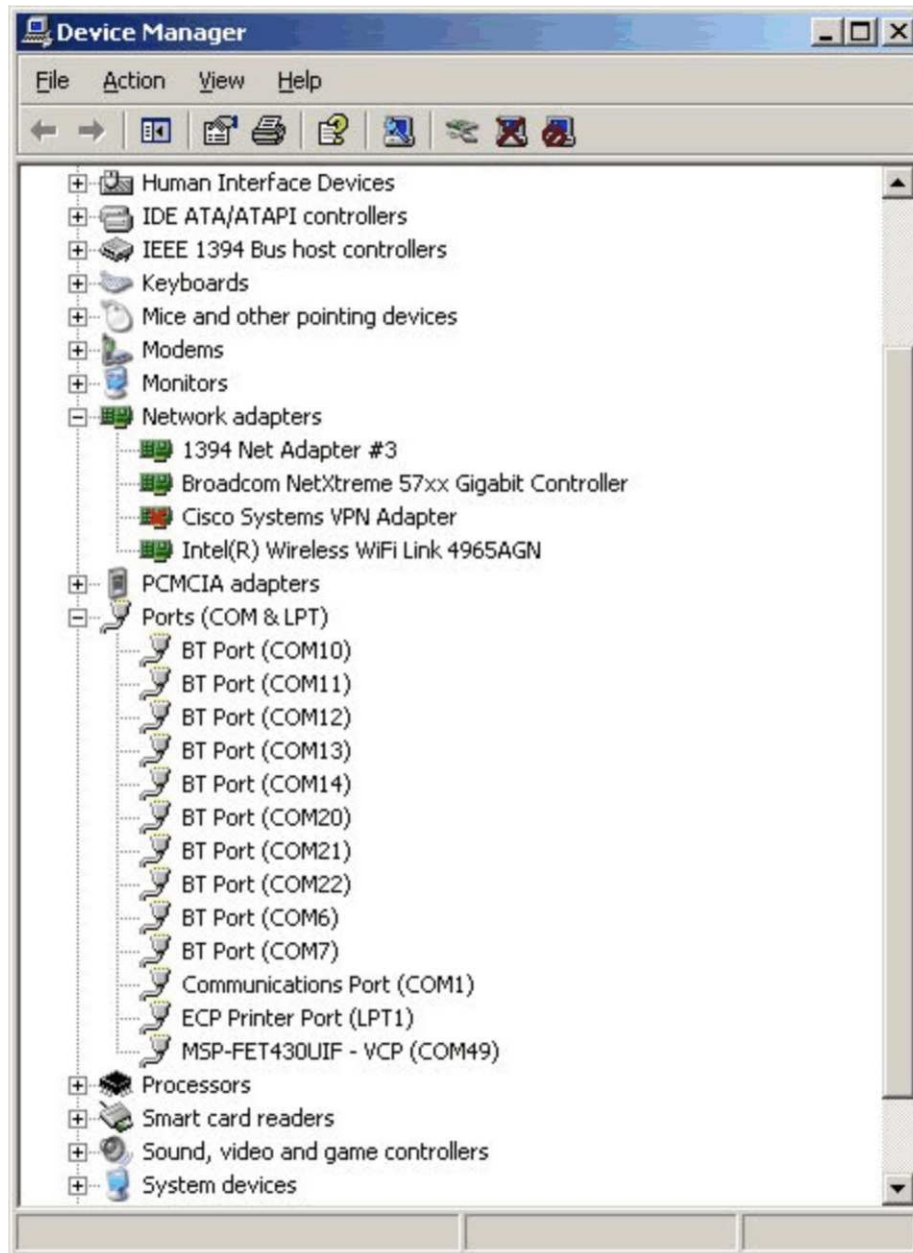 Device Manager
File Action View Help
Human Interface Devices
IDE ATA/ATAPI controllers
IEEE 1394 Bus host controllers
Keyboards
Mice and other pointing devices
Modems
Monitors
Network adapters
1394 Net Adapter #3
Broadcom NetXtreme 57xx Gigabit Controller
Cisco Systems VPN Adapter
Intel(R) Wireless WiFi Link 4965AGN
PCMCIA adapters
Ports (COM & LPT)
BT Port (COM10)
BT Port (COM11)
BT Port (COM12)
BT Port (COM13)
BT Port (COM14)
BT Port (COM20)
BT Port (COM21)
BT Port (COM22)
BT Port (COM6)
BT Port (COM7)
Communications Port (COM1)
ECP Printer Port (LPT1)
MSP-FET430UIF - VCP (COM49)
Processors
Smart card readers
Sound, video and game controllers
System devices